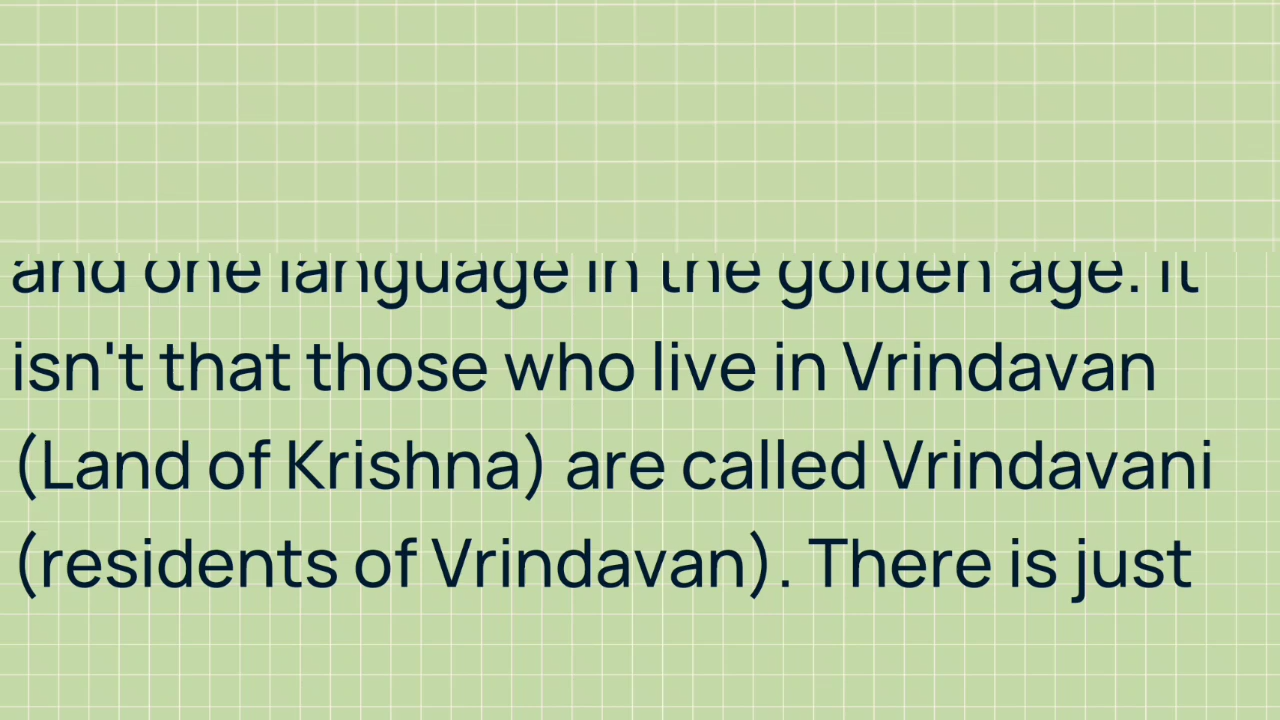 and one language in the golden age. It
isn't that those who live in Vrindavan
(Land of Krishna) are called Vrindavani
(residents of Vrindavan). There is just